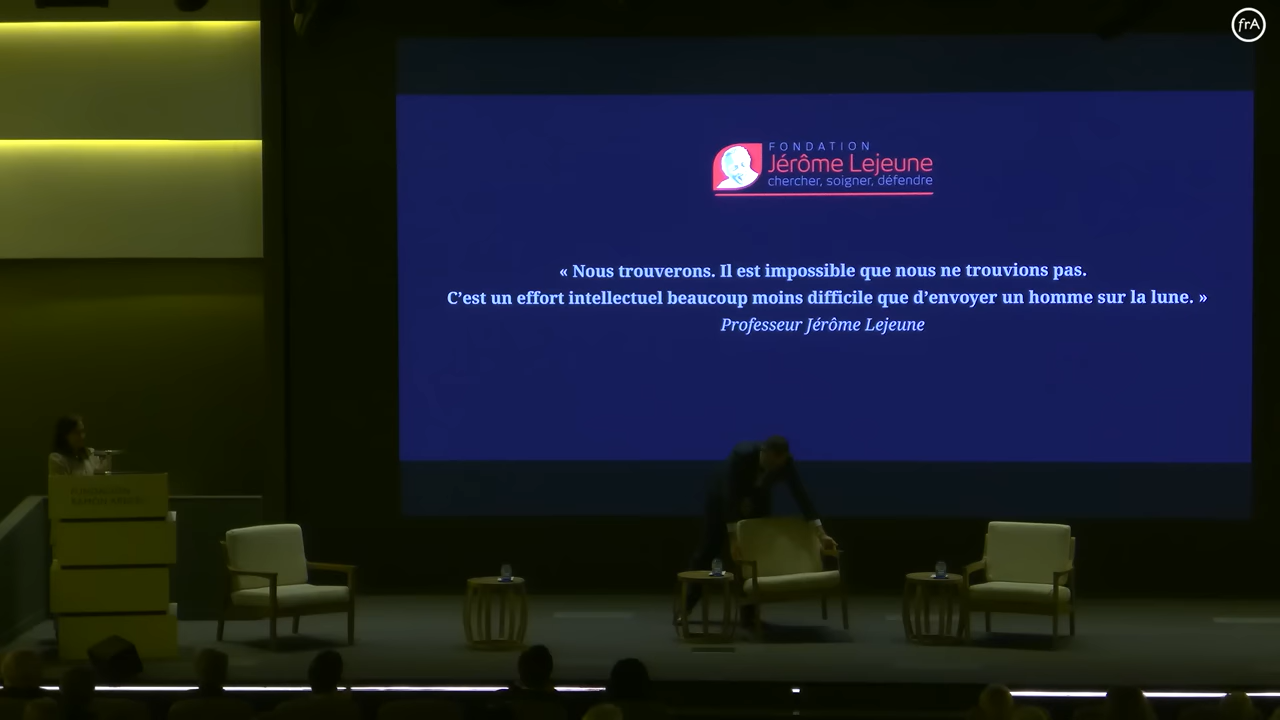 frA
FONDATION
Jérôme Lejeune
chercher, soigner, défendre
« Nous trouverons. Il est impossible que nous ne trouvions pas.
C’est un effort intellectuel beaucoup moins difficile que d’envoyer un homme sur la lune. »
Professeur Jérôme Lejeune